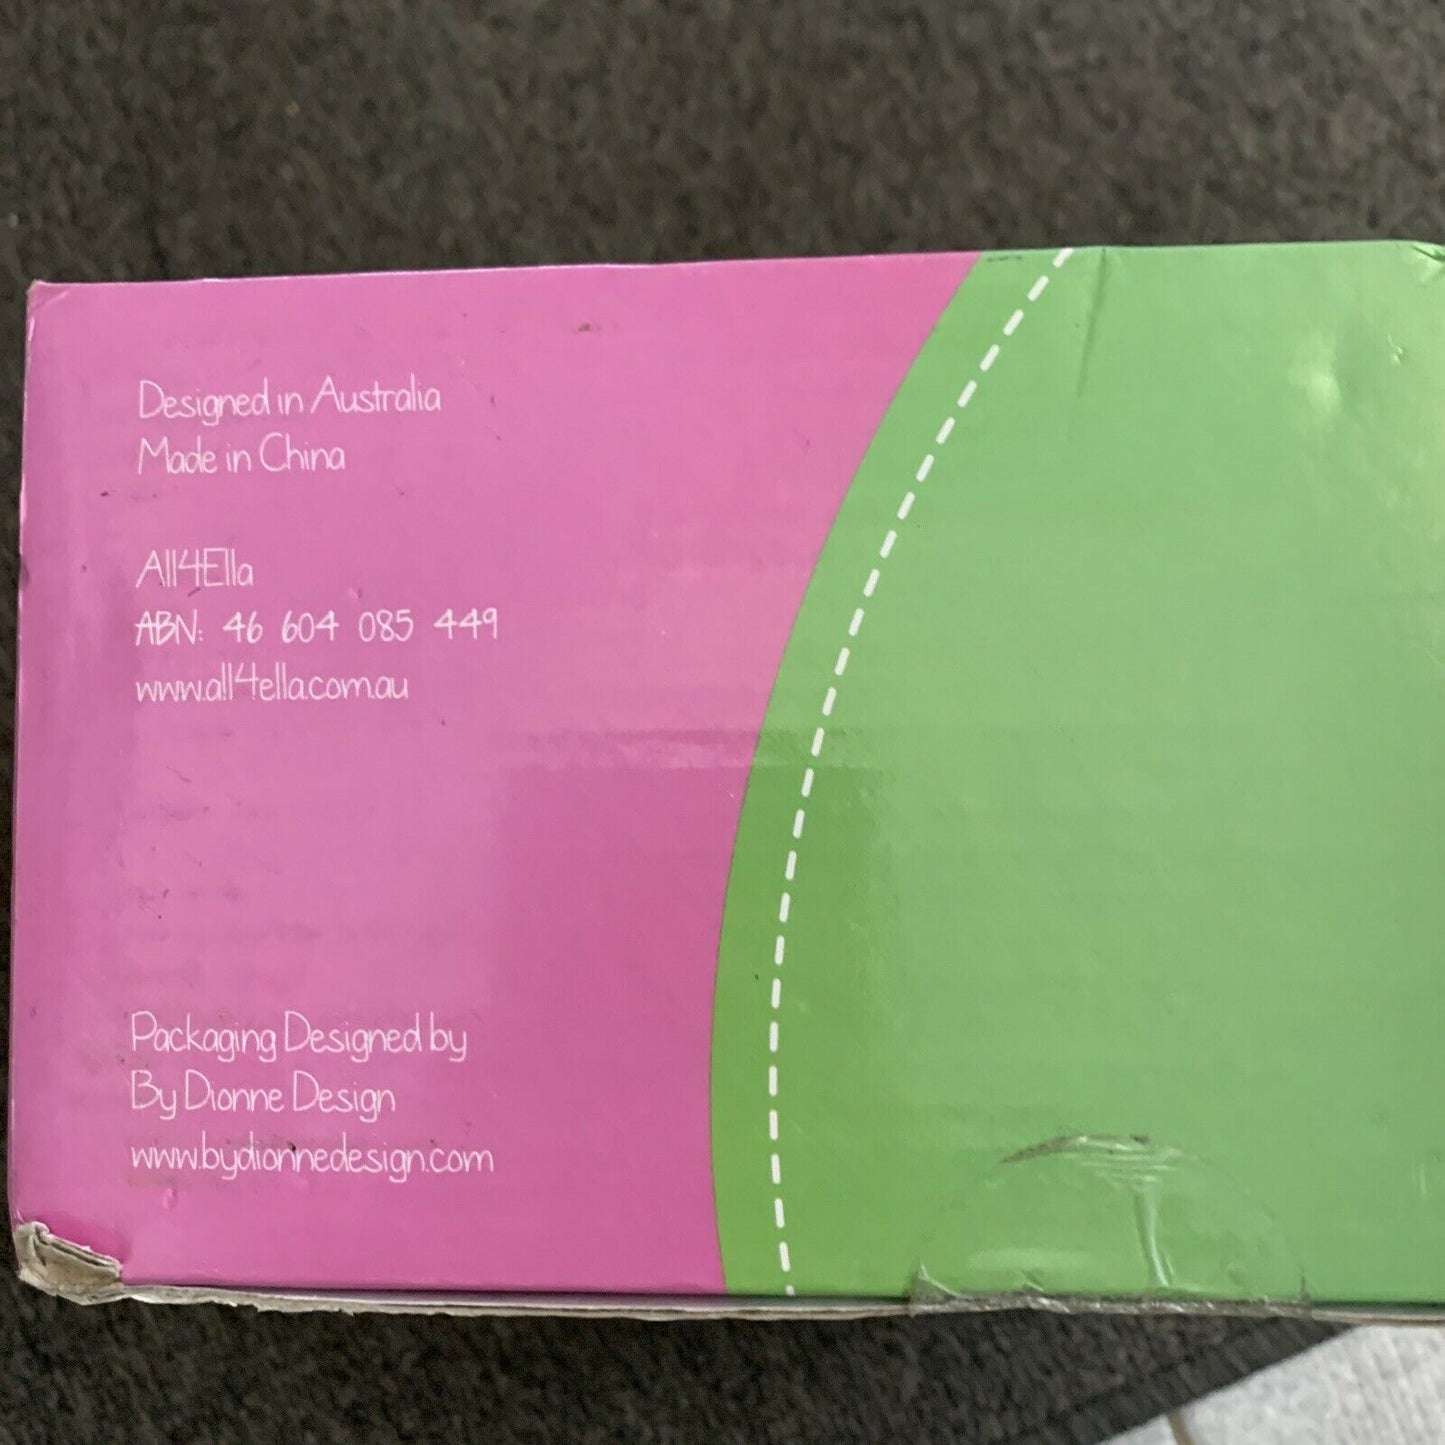 Designed in Australia
Made in China
All4Ella
ABN: 46 604 085 449
www.all4ella.com.au
Packaging Designed by
By Dionne Design
www.bydionnedesign.com